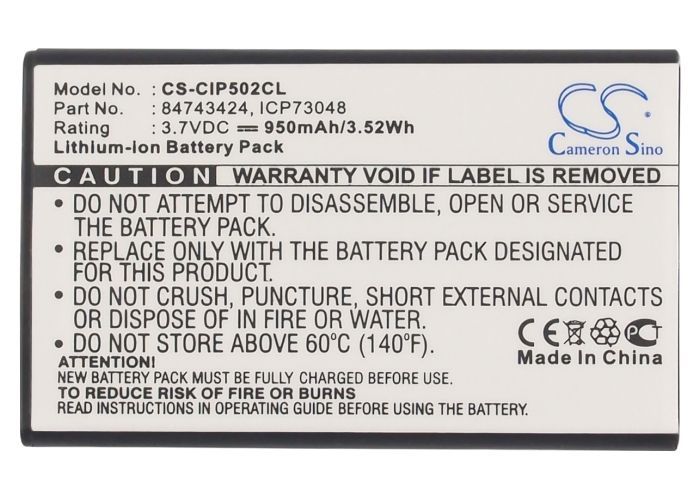 Model No. : CS-CIP502CL
Part No. : 84743424, ICP73048
Rating : 3.7VDC 950mAh/3.52Wh
Lithium-Ion Battery Pack
CS
Cameron Sino
CAUTION WARRANTY VOID IF LABEL IS REMOVED
• DO NOT ATTEMPT TO DISASSEMBLE, OPEN OR SERVICE
THE BATTERY PACK.
• REPLACE ONLY WITH THE BATTERY PACK DESIGNATED
FOR THIS PRODUCT.
• DO NOT CRUSH, PUNCTURE, SHORT EXTERNAL CONTACTS
OR DISPOSE OF IN FIRE OR WATER.
• DO NOT STORE ABOVE 60°C (140°F).
CE PCT
Made In China
ATTENTION!
NEW BATTERY PACK MUST BE FULLY CHARGED BEFORE USE
TO REDUCE RISK OF FIRE OR BURNS
READ INSTRUCTIONS IN OPERATING GUIDE BEFORE USING BATTERY.